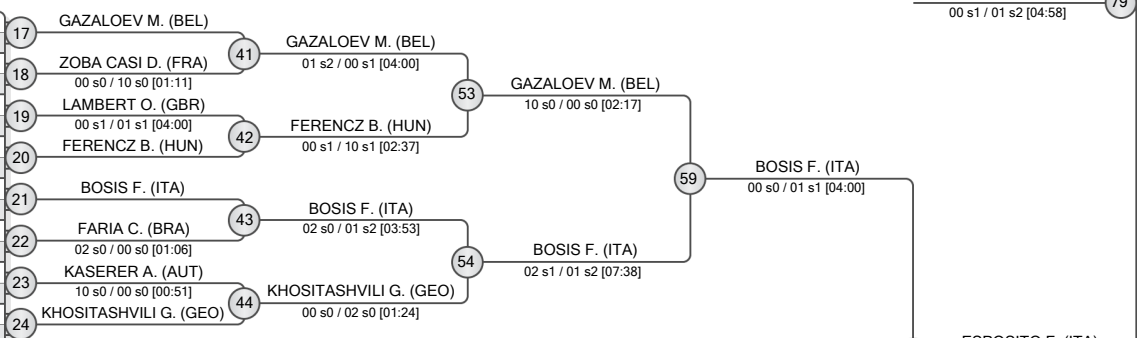 79
00 s1 / 01 s2 [04:58]
17
GAZALOEV M. (BEL)
41
GAZALOEV M. (BEL)
01 s2 / 00 s1 [04:00]
18
ZOBA CASI D. (FRA)
00 s0 / 10 s0 [01:11]
53
GAZALOEV M. (BEL)
10 s0 / 00 s0 [02:17]
19
LAMBERT O. (GBR)
00 s1 / 01 s1 [04:00]
42
FERENCZ B. (HUN)
00 s1 / 10 s1 [02:37]
20
FERENCZ B. (HUN)
59
BOSIS F. (ITA)
00 s0 / 01 s1 [04:00]
21
BOSIS F. (ITA)
43
BOSIS F. (ITA)
02 s0 / 01 s2 [03:53]
22
FARIA C. (BRA)
02 s0 / 00 s0 [01:06]
54
BOSIS F. (ITA)
02 s1 / 01 s2 [07:38]
23
KASERER A. (AUT)
10 s0 / 00 s0 [00:51]
44
KHOSITASHVILI G. (GEO)
00 s0 / 02 s0 [01:24]
24
KHOSITASHVILI G. (GEO)
ESPOSITO F. (ITA)